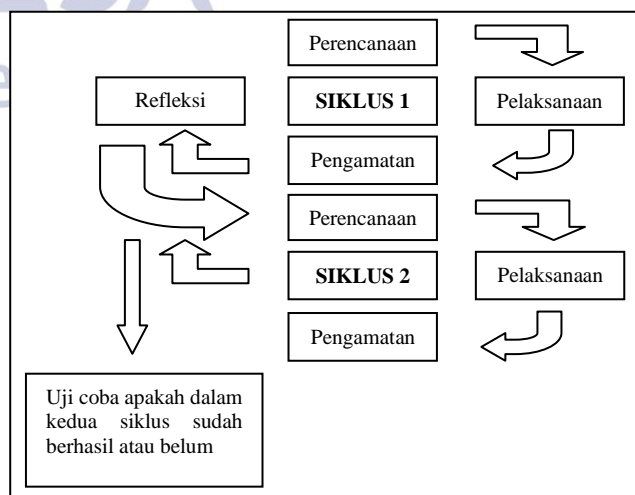 Perencanaan
Refleksi
SIKLUS 1
Pelaksanaan
Pengamatan
Perencanaan
SIKLUS 2
Pelaksanaan
Pengamatan
Uji coba apakah dalam
kedua siklus sudah
berhasil atau belum